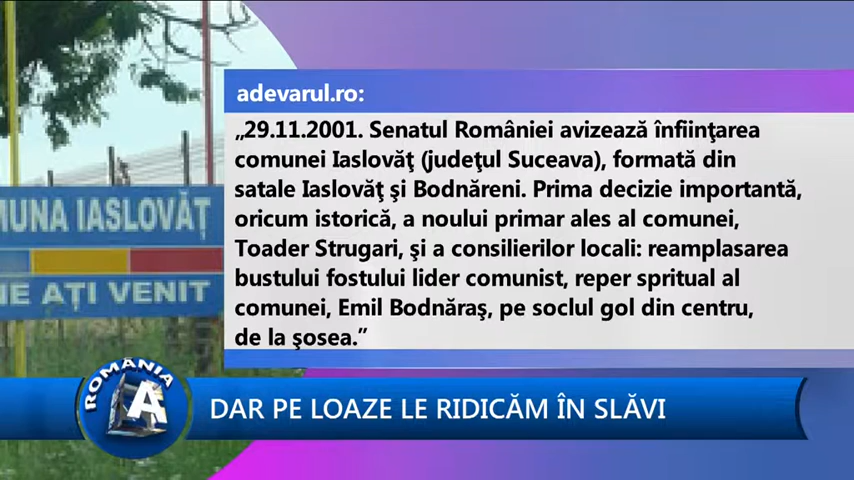 adevarul.ro:
„29.11.2001. Senatul României avizează înfiinţarea
comunei Iaslovăţ (judeţul Suceava), formată din
satale Iaslovăţ şi Bodnăreni. Prima decizie importantă,
oricum istorică, a noului primar ales al comunei,
Toader Strugari, şi a consilierilor locali: reamplasarea
bustului fostului lider comunist, reper spritual al
comunei, Emil Bodnăraş, pe soclul gol din centru,
de la şosea.”
MUNA IASLOVĂŢ
NE AŢI VENIT
ROMÂNIA
A
DAR PE LOAZE LE RIDICĂM ÎN SLĂVI